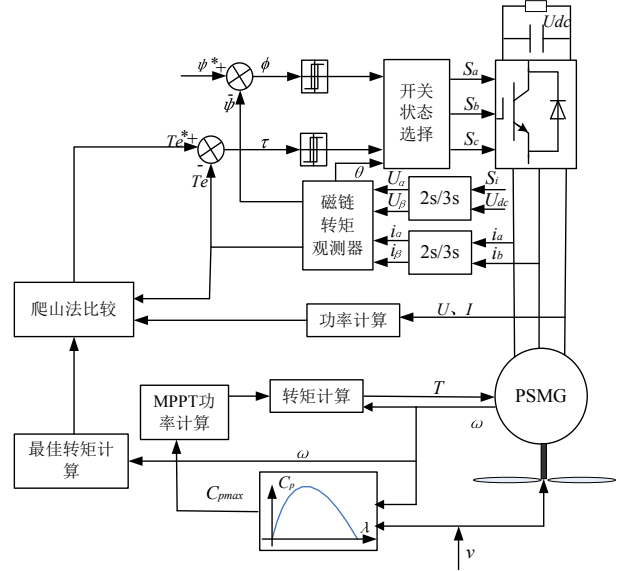 Udc
ψ*
+
ϕ
-
ψ
开关
状态
选择
Sa
Sb
Sc
Te*
+
τ
-
Te
θ
磁链
转矩
观测器
Uα
Uβ
2s/3s
Si
Udc
iα
iβ
2s/3s
ia
ib
爬山法比较
功率计算
U、I
MPPT功
率计算
转矩计算
T
PSMG
ω
最佳转矩计
算
ω
Cpmax
Cp
λ
v